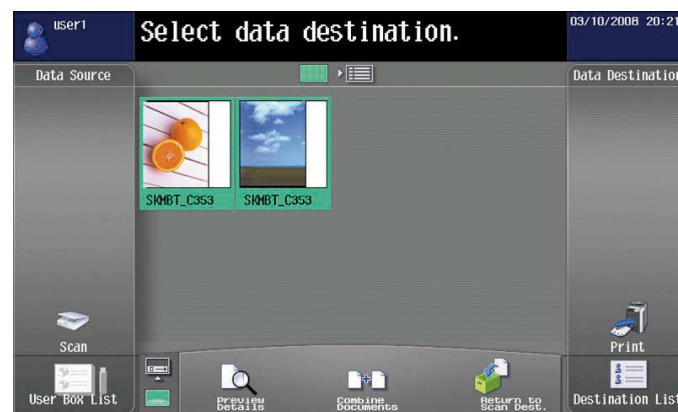 user1
Select data destination.
03/10/2008 20:21
Data Source
Data Destination
SKMBT_C353
SKMBT_C353
Scan
Print
User Box List
Preview
Details
Combine
Documents
Return to
Scan Dest.
Destination List